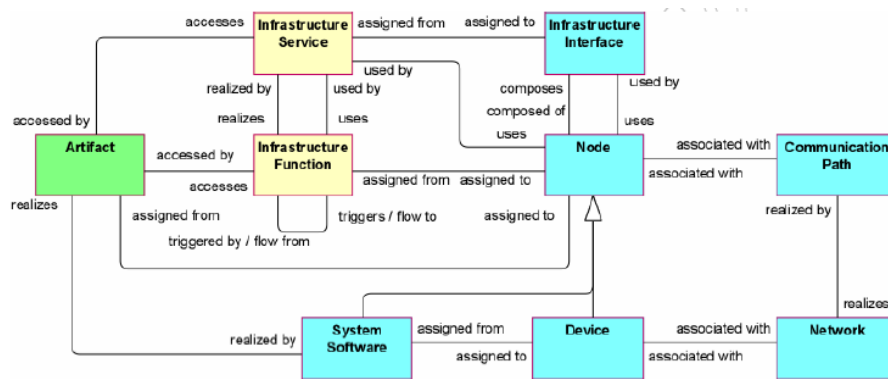 accesses
Infrastructure
Service
assigned from
assigned to
Infrastructure
Interface
used by
realized by
used by
composes
used by
realizes
uses
composed of
uses
uses
accessed by
Artifact
accessed by
accesses
Infrastructure
Function
assigned from
assigned to
Node
associated with
associated with
Communication
Path
realizes
assigned from
triggers / flow to
triggered by / flow from
assigned to
realized by
realized by
System
Software
assigned from
assigned to
Device
associated with
associated with
realizes
Network